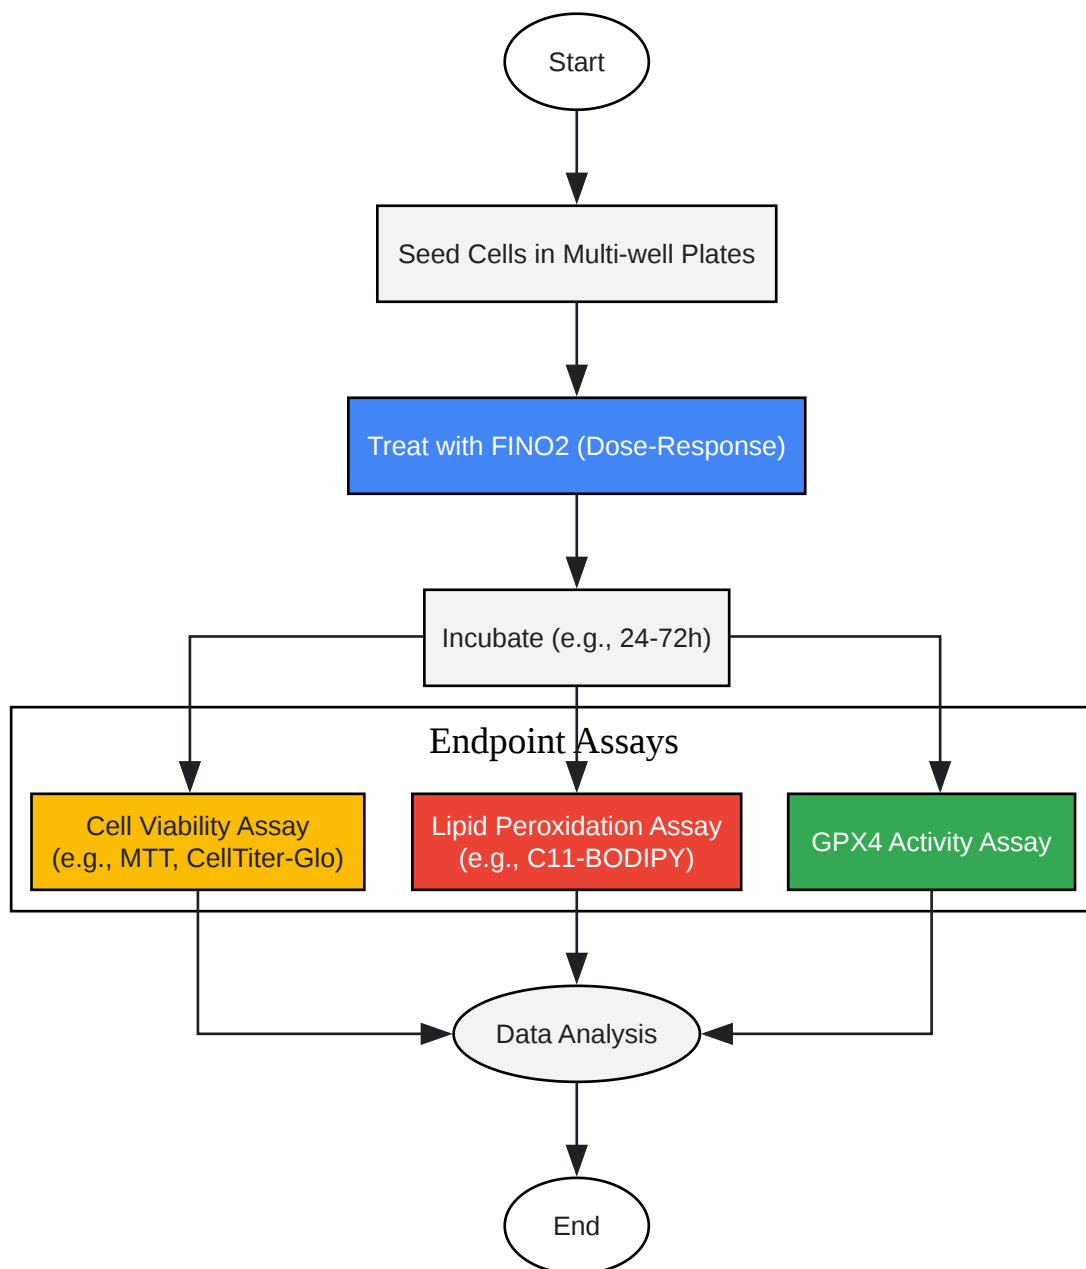 Start
Seed Cells in Multi-well Plates
Treat with FINO2 (Dose-Response)
Incubate (e.g., 24-72h)
Endpoint Assays
Cell Viability Assay
(e.g., MTT, CellTiter-Glo)
Lipid Peroxidation Assay
(e.g., C11-BODIPY)
GPX4 Activity Assay
Data Analysis
End